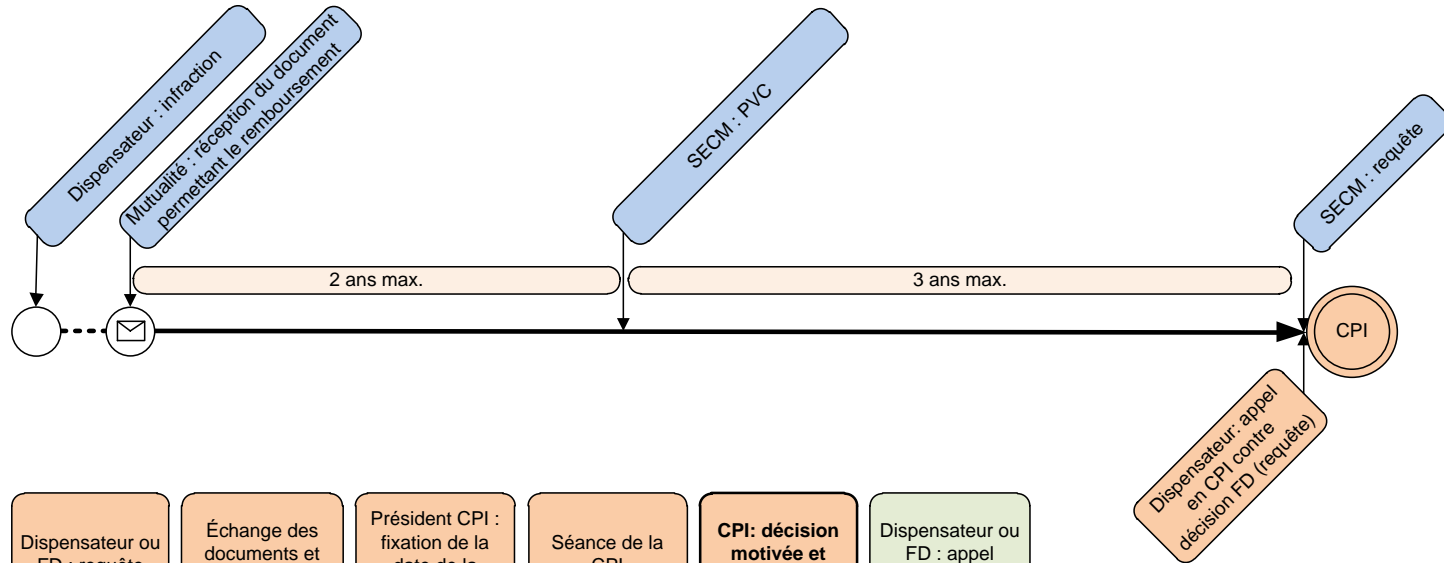 Dispensateur : infraction
Mutualité : réception du document
permettant le remboursement
SECM : PVC
SECM : requête
2 ans max.
3 ans max.
CPI
Dispensateur: appel
en CPI contre
décision FD (requête)
Dispensateur ou
FD : requête
Échange des
documents et
Président CPI :
fixation de la
date de la
Séance de la
CPI
CPI: décision
motivée et
Dispensateur ou
FD : appel